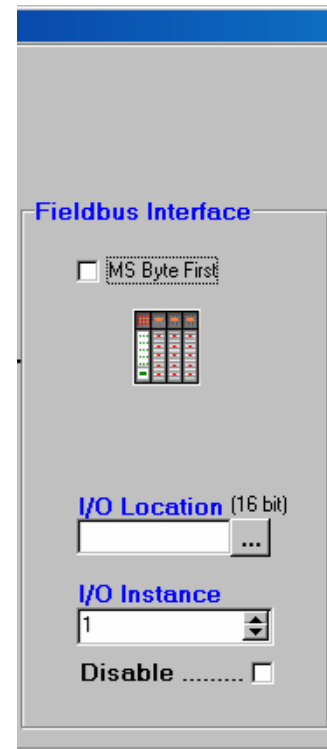 Fieldbus Interface
MS Byte First
I/O Location (16 bit)
...
I/O Instance
1
Disable .........